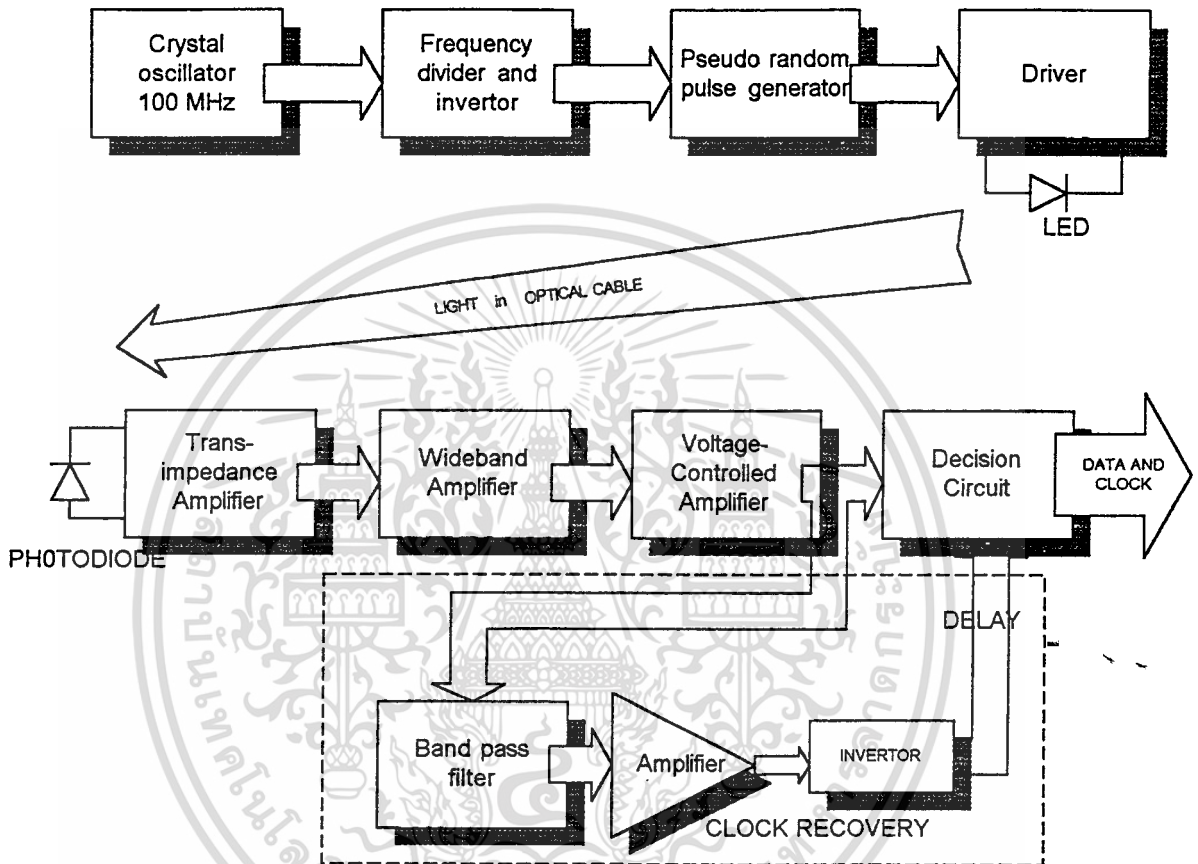 Crystal
oscillator
100 MHz
Frequency
divider and
invertor
Pseudo random
pulse generator
Driver
LED
LIGHT in OPTICAL CABLE
Trans-
impedance
Amplifier
Wideband
Amplifier
Voltage-
Controlled
Amplifier
Decision
Circuit
DATA AND
CLOCK
PH0TODIODE
DELAY
Band pass
filter
Amplifier
INVERTOR
CLOCK RECOVERY